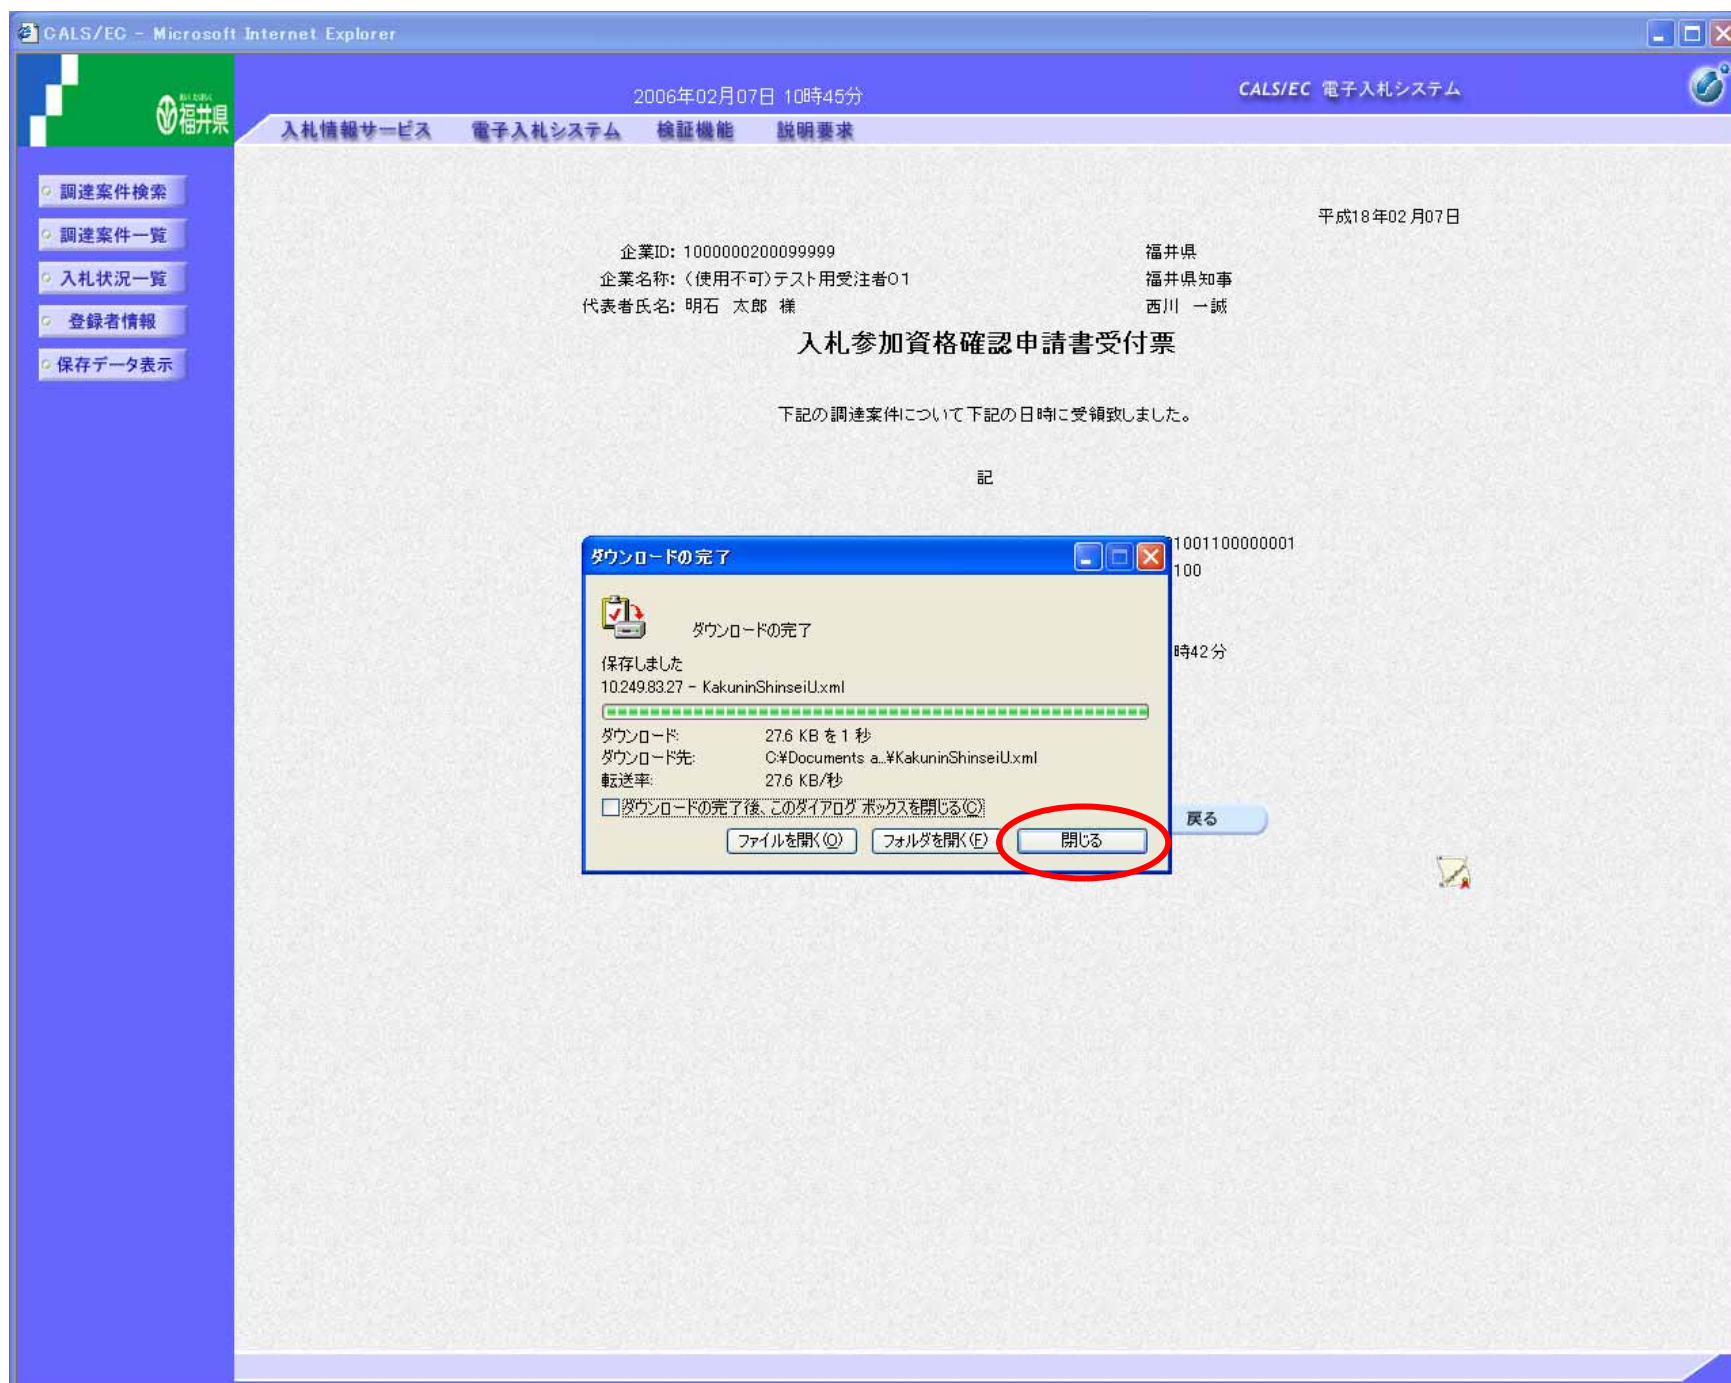 CALS/EC - Microsoft Internet Explorer
福井県
2006年02月07日 10時45分
CALS/EC 電子入札システム
入札情報サービス 電子入札システム 検証機能 説明要求
調達案件検索
調達案件一覧
入札状況一覧
登録者情報
保存データ表示
平成18年02月07日
企業ID: 1000000200099999
福井県
企業名称: (使用不可)テスト用受注者01
福井県知事
代表者氏名: 明石 太郎 様
西川 一誠
入札参加資格確認申請書受付票
下記の調達案件について下記の日時に受領致しました。
記
1001100000001
100
時42分
戻る
ダウンロードの完了
ダウンロードの完了
保存しました
10.249.83.27 - KakuninShinseiU.xml
ダウンロード: 27.6 KB を 1 秒
ダウンロード先: C:¥Documents a...¥KakuninShinseiU.xml
転送率: 27.6 KB/秒
ダウンロードの完了後、このダイアログ ボックスを閉じる(C)
ファイルを開く(O) フォルダを開く(F) 閉じる